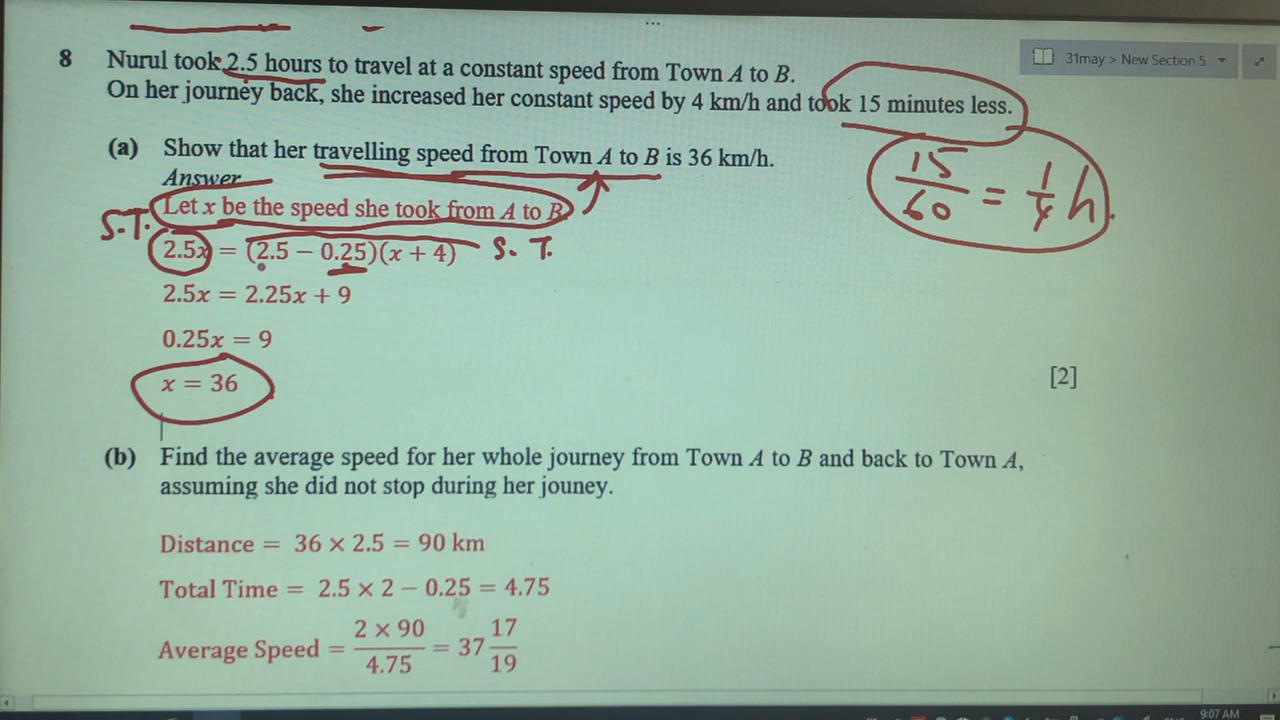 ...
31may > New Section 5
8 Nurul took 2.5 hours to travel at a constant speed from Town A to B.
On her journey back, she increased her constant speed by 4 km/h and took 15 minutes less.
(a) Show that her travelling speed from Town A to B is 36 km/h.
15/60 = 1/4 h.
Answer
Let x be the speed she took from A to B
S.T. 2.5x = (2.5 − 0.25)(x + 4) S. T.
2.5x = 2.25x + 9
0.25x = 9
x = 36
[2]
(b) Find the average speed for her whole journey from Town A to B and back to Town A,
assuming she did not stop during her jouney.
Distance = 36 × 2.5 = 90 km
Total Time = 2.5 × 2 − 0.25 = 4.75
Average Speed = 2 × 90/4.75 = 37 17/19
9:07 AM